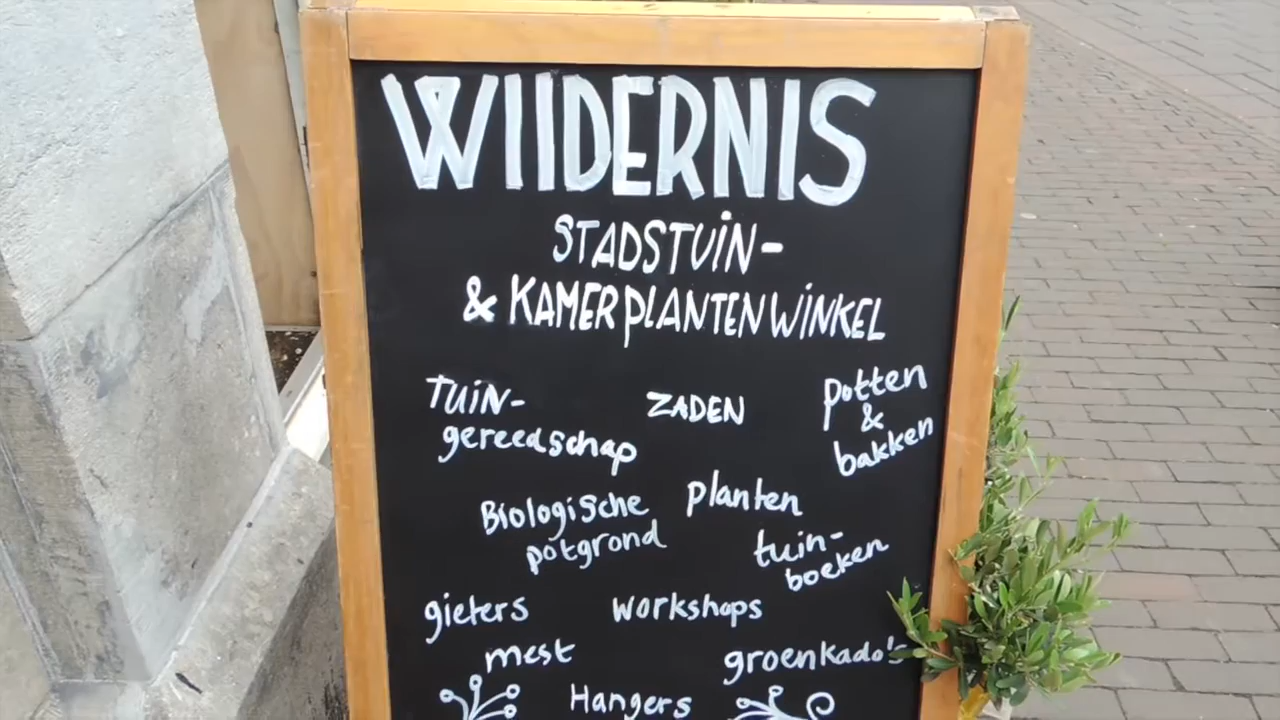 WIIDERNIS
STADSTUiN-
& KAMERPLANTENWiNKEL
TUiN-
gereedschap
ZADEN
potten
&
bakken
Biologische
potgrond
planten
tuin-
boeken
gieters
workshops
mest
groenkado's
Hangers